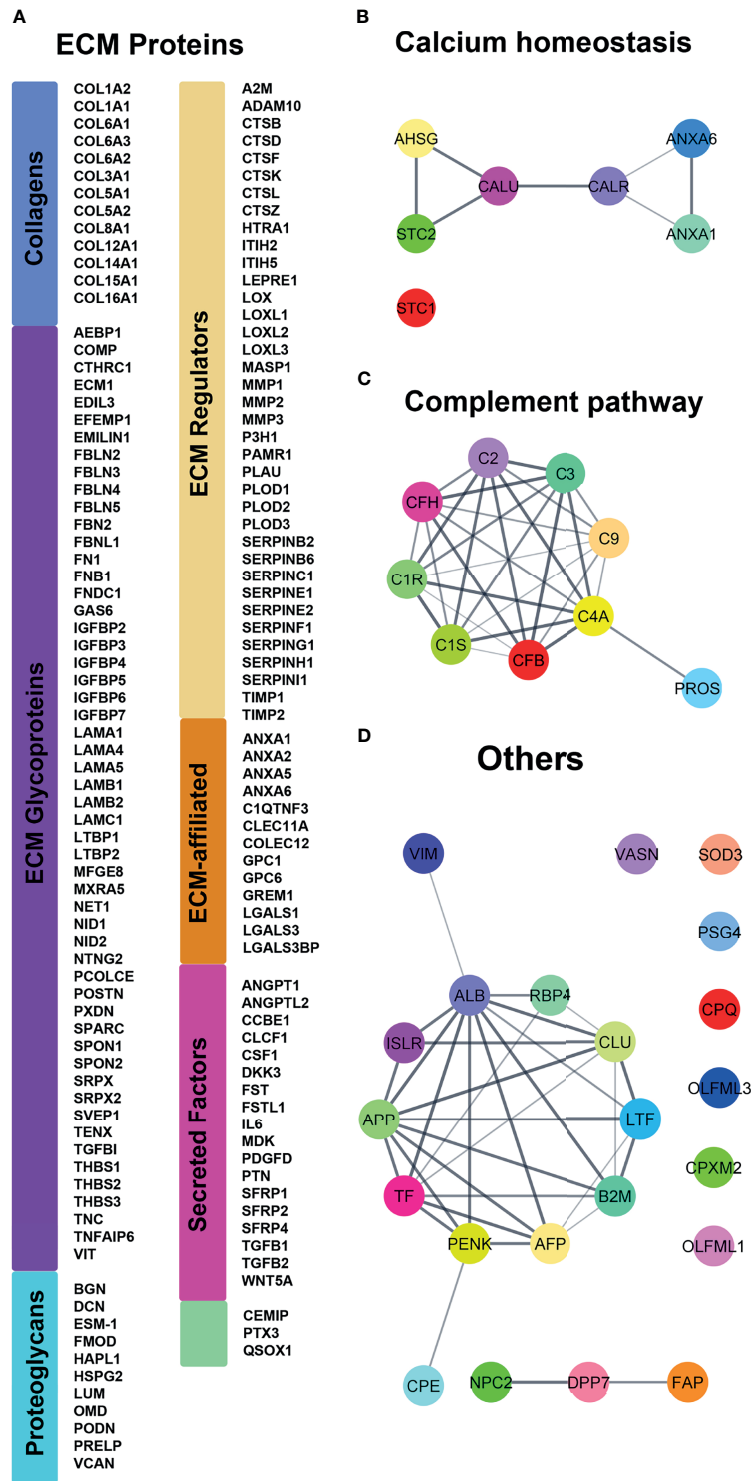 A
ECM Proteins
Collagens
COL1A2
COL1A1
COL6A1
COL6A3
COL6A2
COL3A1
COL5A1
COL5A2
COL8A1
COL12A1
COL14A1
COL15A1
COL16A1
ECM Glycoproteins
AEBP1
COMP
CTHRC1
ECM1
EDIL3
EFEMP1
EMILIN1
FBLN2
FBLN3
FBLN4
FBLN5
FBN2
FBNL1
FN1
FNB1
FNDC1
GAS6
IGFBP2
IGFBP3
IGFBP4
IGFBP5
IGFBP6
IGFBP7
LAMA1
LAMA4
LAMA5
LAMB1
LAMB2
LAMC1
LTBP1
LTBP2
MFGE8
MXRA5
NET1
NID1
NID2
NTNG2
PCOLCE
POSTN
PXDN
SPARC
SPON1
SPON2
SRPX
SRPX2
SVEP1
TENX
TGFBI
THBS1
THBS2
THBS3
TNC
TNFAIP6
VIT
Proteoglycans
BGN
DCN
ESM-1
FMOD
HAPL1
HSPG2
LUM
OMD
PODN
PRELP
VCAN
ECM Regulators
A2M
ADAM10
CTSB
CTSD
CTSF
CTSK
CTSL
CTSZ
HTRA1
ITIH2
ITIH5
LEPRE1
LOX
LOXL1
LOXL2
LOXL3
MASP1
MMP1
MMP2
MMP3
P3H1
PAMR1
PLAU
PLOD1
PLOD2
PLOD3
SERPINB2
SERPINB6
SERPINC1
SERPINE1
SERPINE2
SERPINF1
SERPING1
SERPINH1
SERPINI1
TIMP1
TIMP2
ECM-affiliated
ANXA1
ANXA2
ANXA5
ANXA6
C1QTNF3
CLEC11A
COLEC12
GPC1
GPC6
GREM1
LGALS1
LGALS3
LGALS3BP
Secreted Factors
ANGPT1
ANGPTL2
CCBE1
CLCF1
CSF1
DKK3
FST
FSTL1
IL6
MDK
PDGFD
PTN
SFRP1
SFRP2
SFRP4
TGFB1
TGFB2
WNT5A
CEMIP
PTX3
QSOX1
B
Calcium homeostasis
AHSG
ANXA6
CALU
CALR
STC2
ANXA1
STC1
C
Complement pathway
C2
C3
CFH
C9
C1R
C4A
C1S
CFB
PROS
D
Others
VIM
VASN
SOD3
PSG4
ALB
RBP4
CPQ
ISLR
CLU
OLFML3
APP
LTF
CPXM2
TF
B2M
PENK
AFP
OLFML1
CPE
NPC2
DPP7
FAP